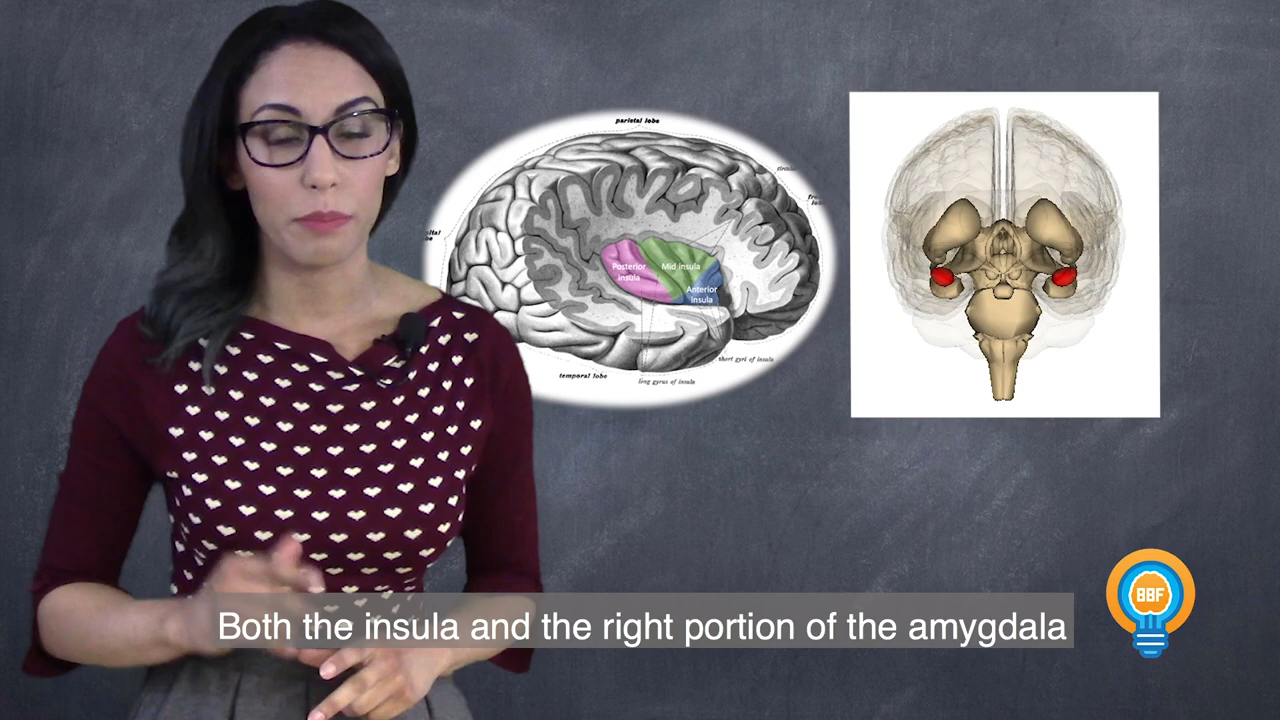 parietal lobe
Posterior
insula
Mid insula
Anterior
insula
short gyri of insula
temporal lobe
long gyrus of insula
BBF
Both the insula and the right portion of the amygdala